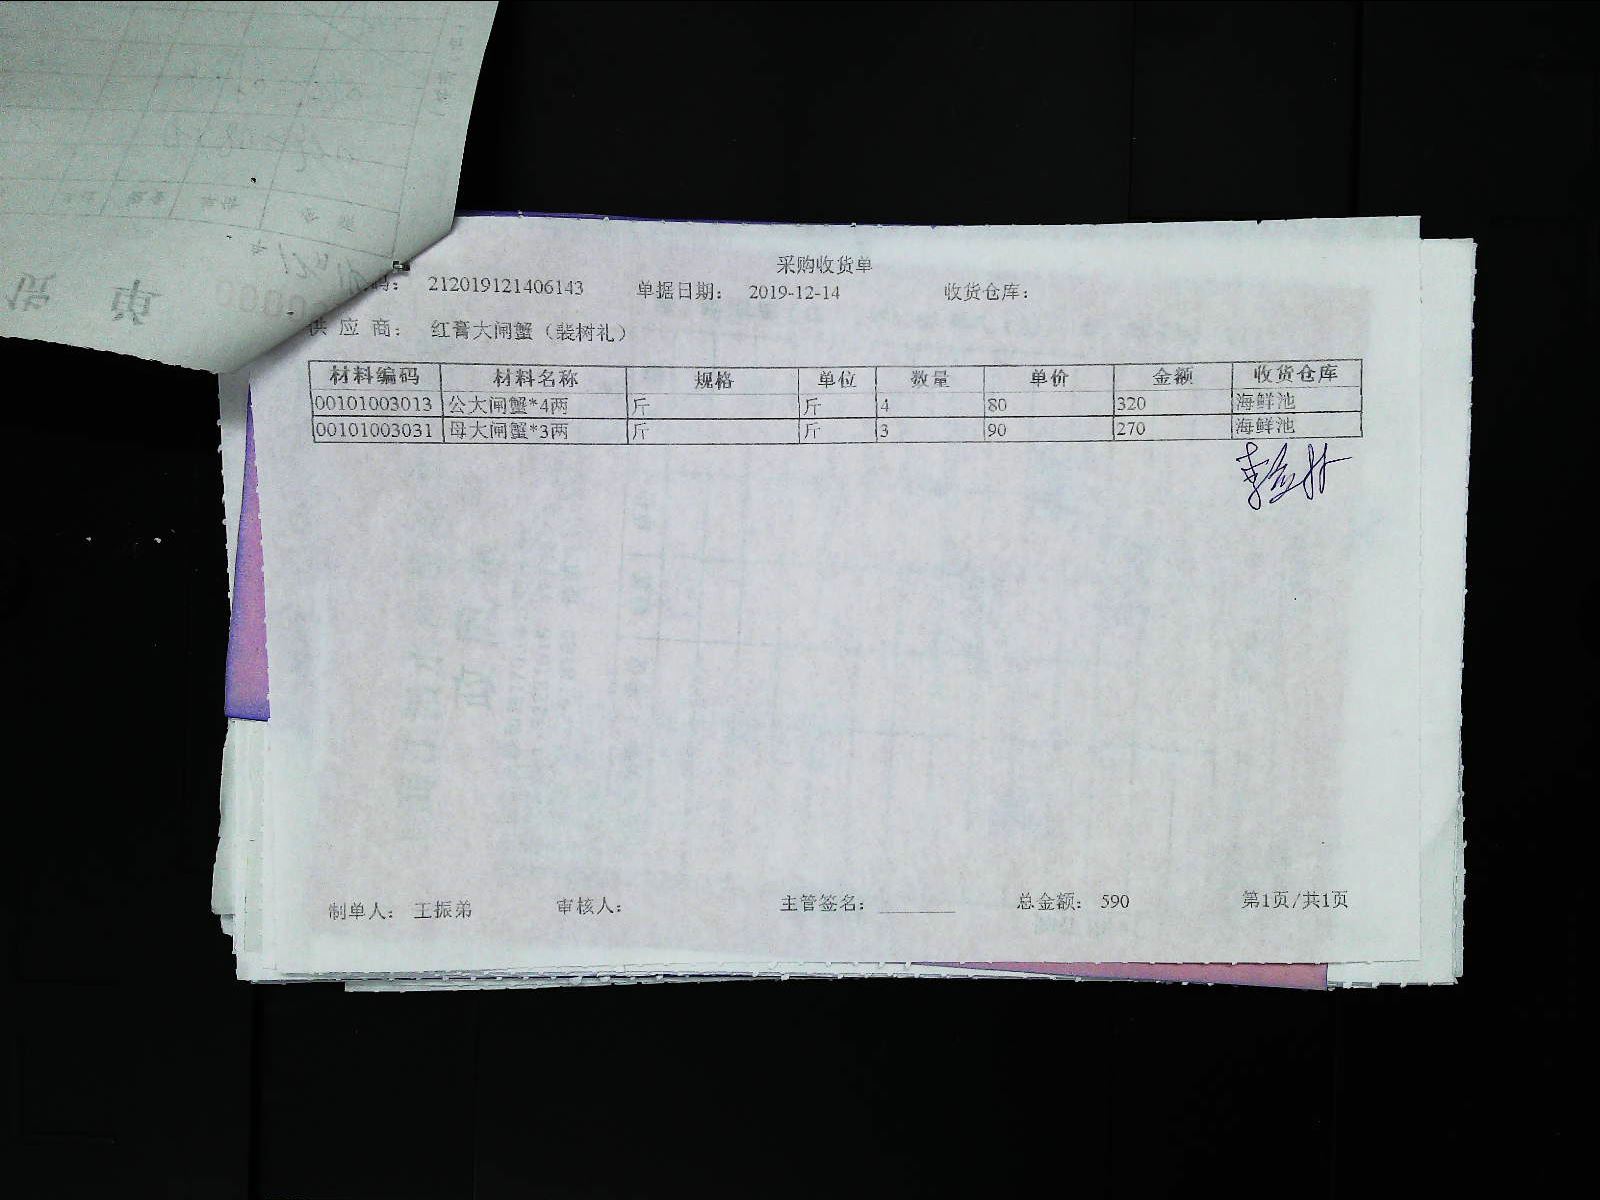 采购收货单
码： 212019121406143 单据日期： 2019-12-14 收货仓库：
供 应 商： 红膏大闸蟹（裴树礼）
材料编码 材料名称 规格 单位 数量 单价 金额 收货仓库
00101003013 公大闸蟹*4两 斤 斤 4 80 320 海鲜池
00101003031 母大闸蟹*3两 斤 斤 3 90 270 海鲜池
制单人： 王振弟 审核人： 主管签名： 总金额： 590 第1页/共1页